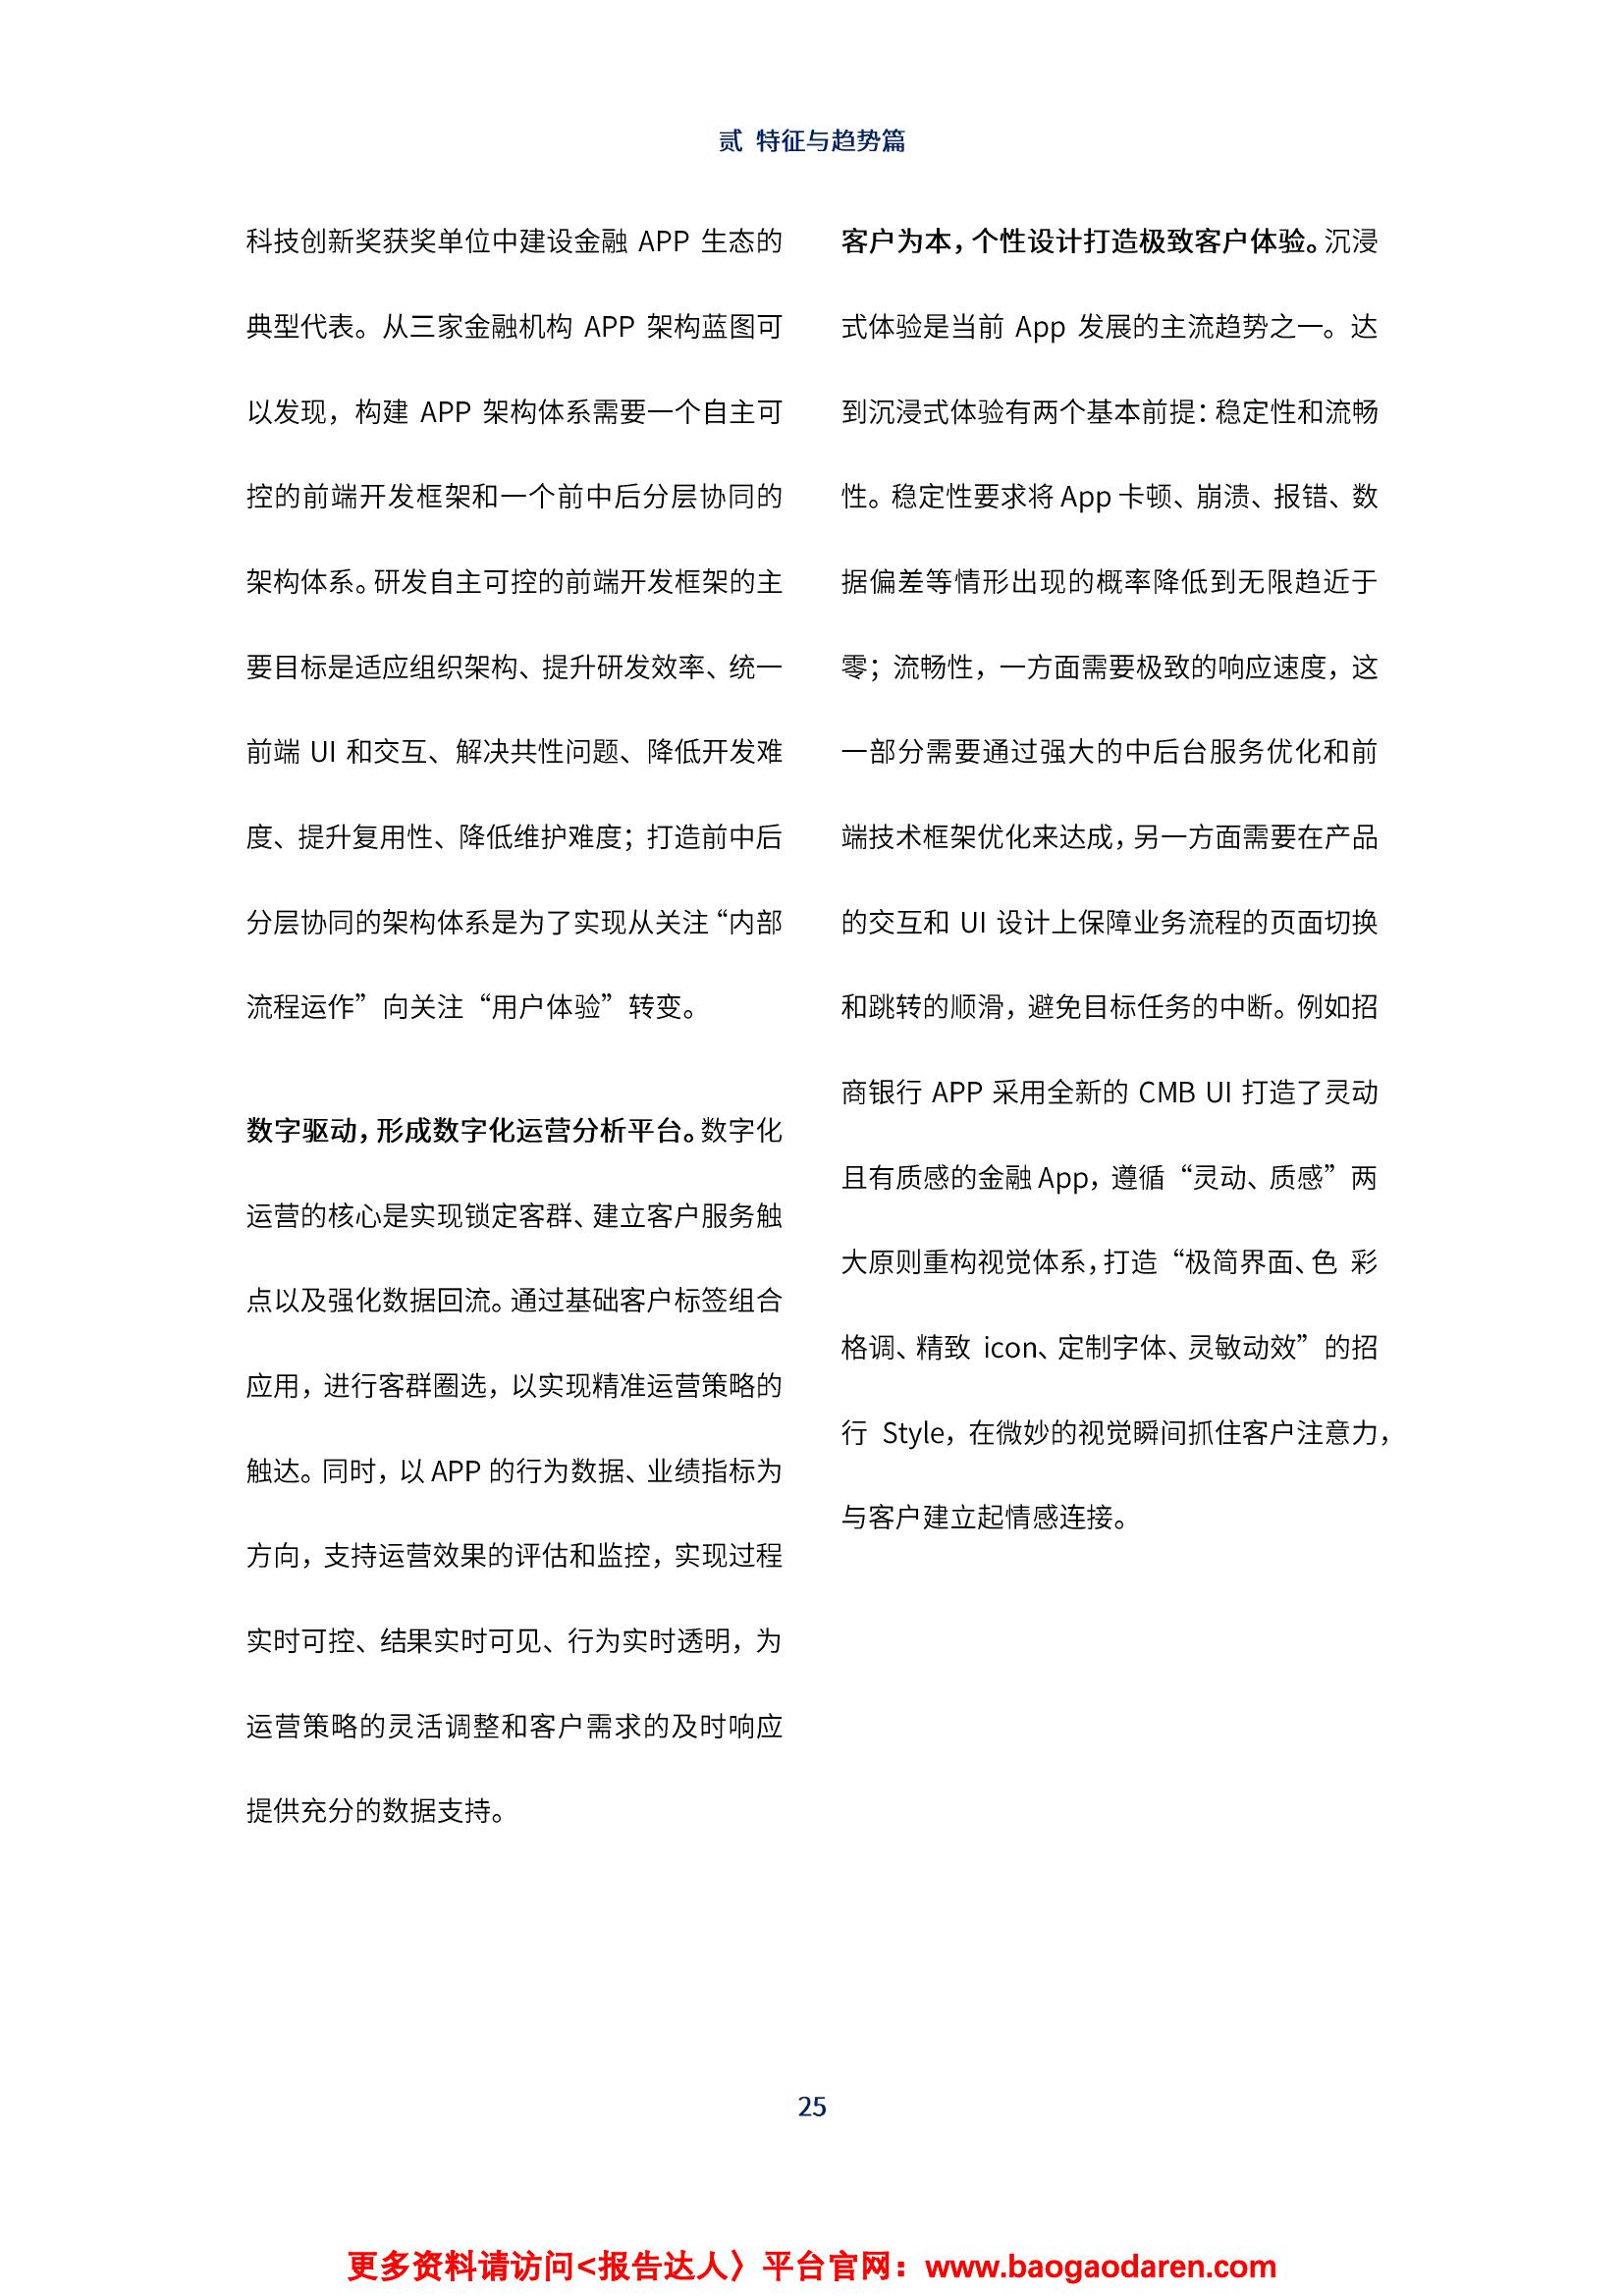 贰 特征与趋势篇
科技创新奖获奖单位中建设金融 APP 生态的
典型代表。从三家金融机构 APP 架构蓝图可
以发现，构建 APP 架构体系需要一个自主可
控的前端开发框架和一个前中后分层协同的
架构体系。研发自主可控的前端开发框架的主
要目标是适应组织架构、提升研发效率、统一
前端 UI 和交互、解决共性问题、降低开发难
度、提升复用性、降低维护难度；打造前中后
分层协同的架构体系是为了实现从关注“内部
流程运作”向关注“用户体验”转变。
数字驱动，形成数字化运营分析平台。数字化
运营的核心是实现锁定客群、建立客户服务触
点以及强化数据回流。通过基础客户标签组合
应用，进行客群圈选，以实现精准运营策略的
触达。同时，以 APP 的行为数据、业绩指标为
方向，支持运营效果的评估和监控，实现过程
实时可控、结果实时可见、行为实时透明，为
运营策略的灵活调整和客户需求的及时响应
提供充分的数据支持。
客户为本，个性设计打造极致客户体验。沉浸
式体验是当前 App 发展的主流趋势之一。达
到沉浸式体验有两个基本前提：稳定性和流畅
性。稳定性要求将 App 卡顿、崩溃、报错、数
据偏差等情形出现的概率降低到无限趋近于
零；流畅性，一方面需要极致的响应速度，这
一部分需要通过强大的中后台服务优化和前
端技术框架优化来达成，另一方面需要在产品
的交互和 UI 设计上保障业务流程的页面切换
和跳转的顺滑，避免目标任务的中断。例如招
商银行 APP 采用全新的 CMB UI 打造了灵动
且有质感的金融 App，遵循“灵动、质感”两
大原则重构视觉体系，打造“极简界面、色 彩
格调、精致 icon、定制字体、灵敏动效”的招
行 Style，在微妙的视觉瞬间抓住客户注意力，
与客户建立起情感连接。
25
更多资料请访问<报告达人〉平台官网：www.baogaodaren.com